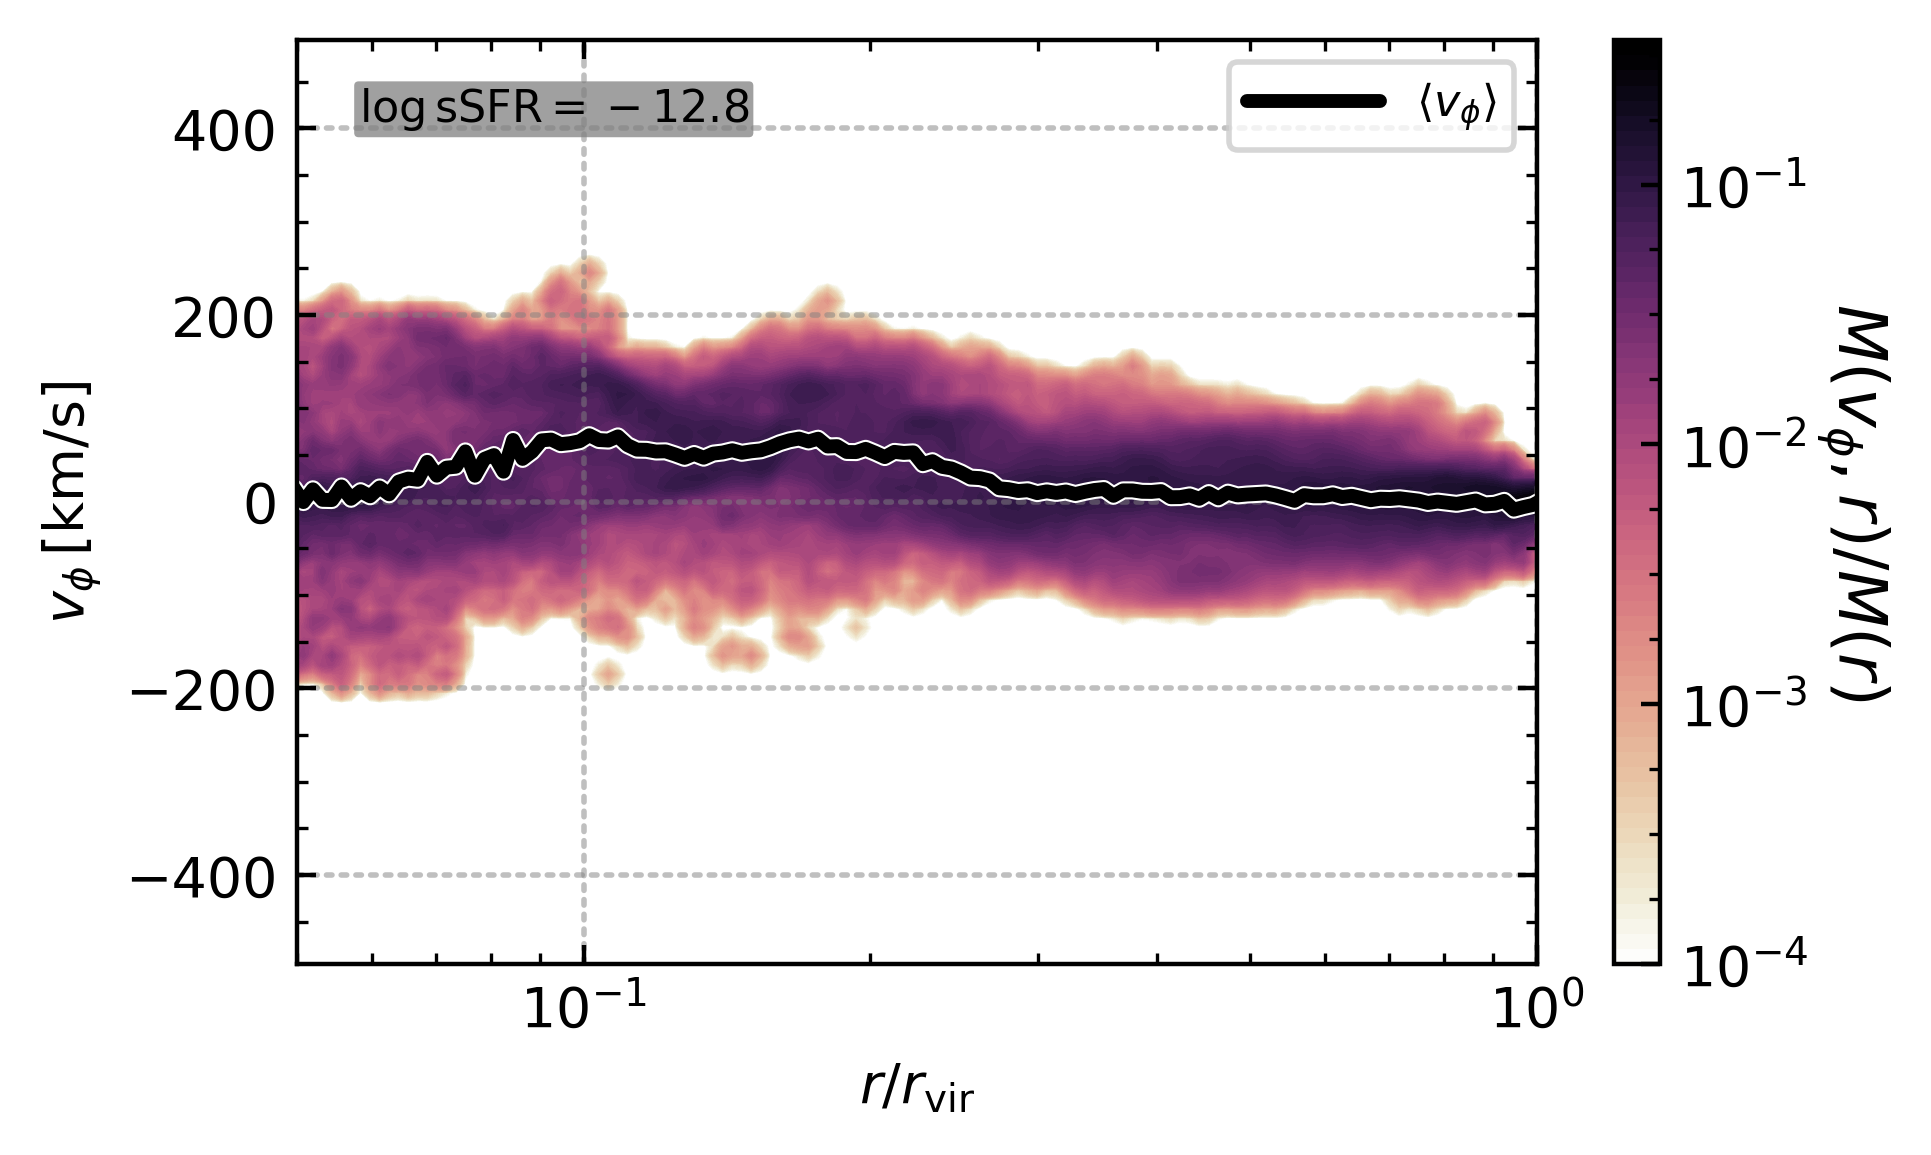 log sSFR = −12.8
⟨v_ϕ⟩
400
200
0
−200
−400
v_ϕ [km/s]
10^−1
10^0
r/r_vir
10^−1
10^−2
10^−3
10^−4
M(v_ϕ, r)/M(r)